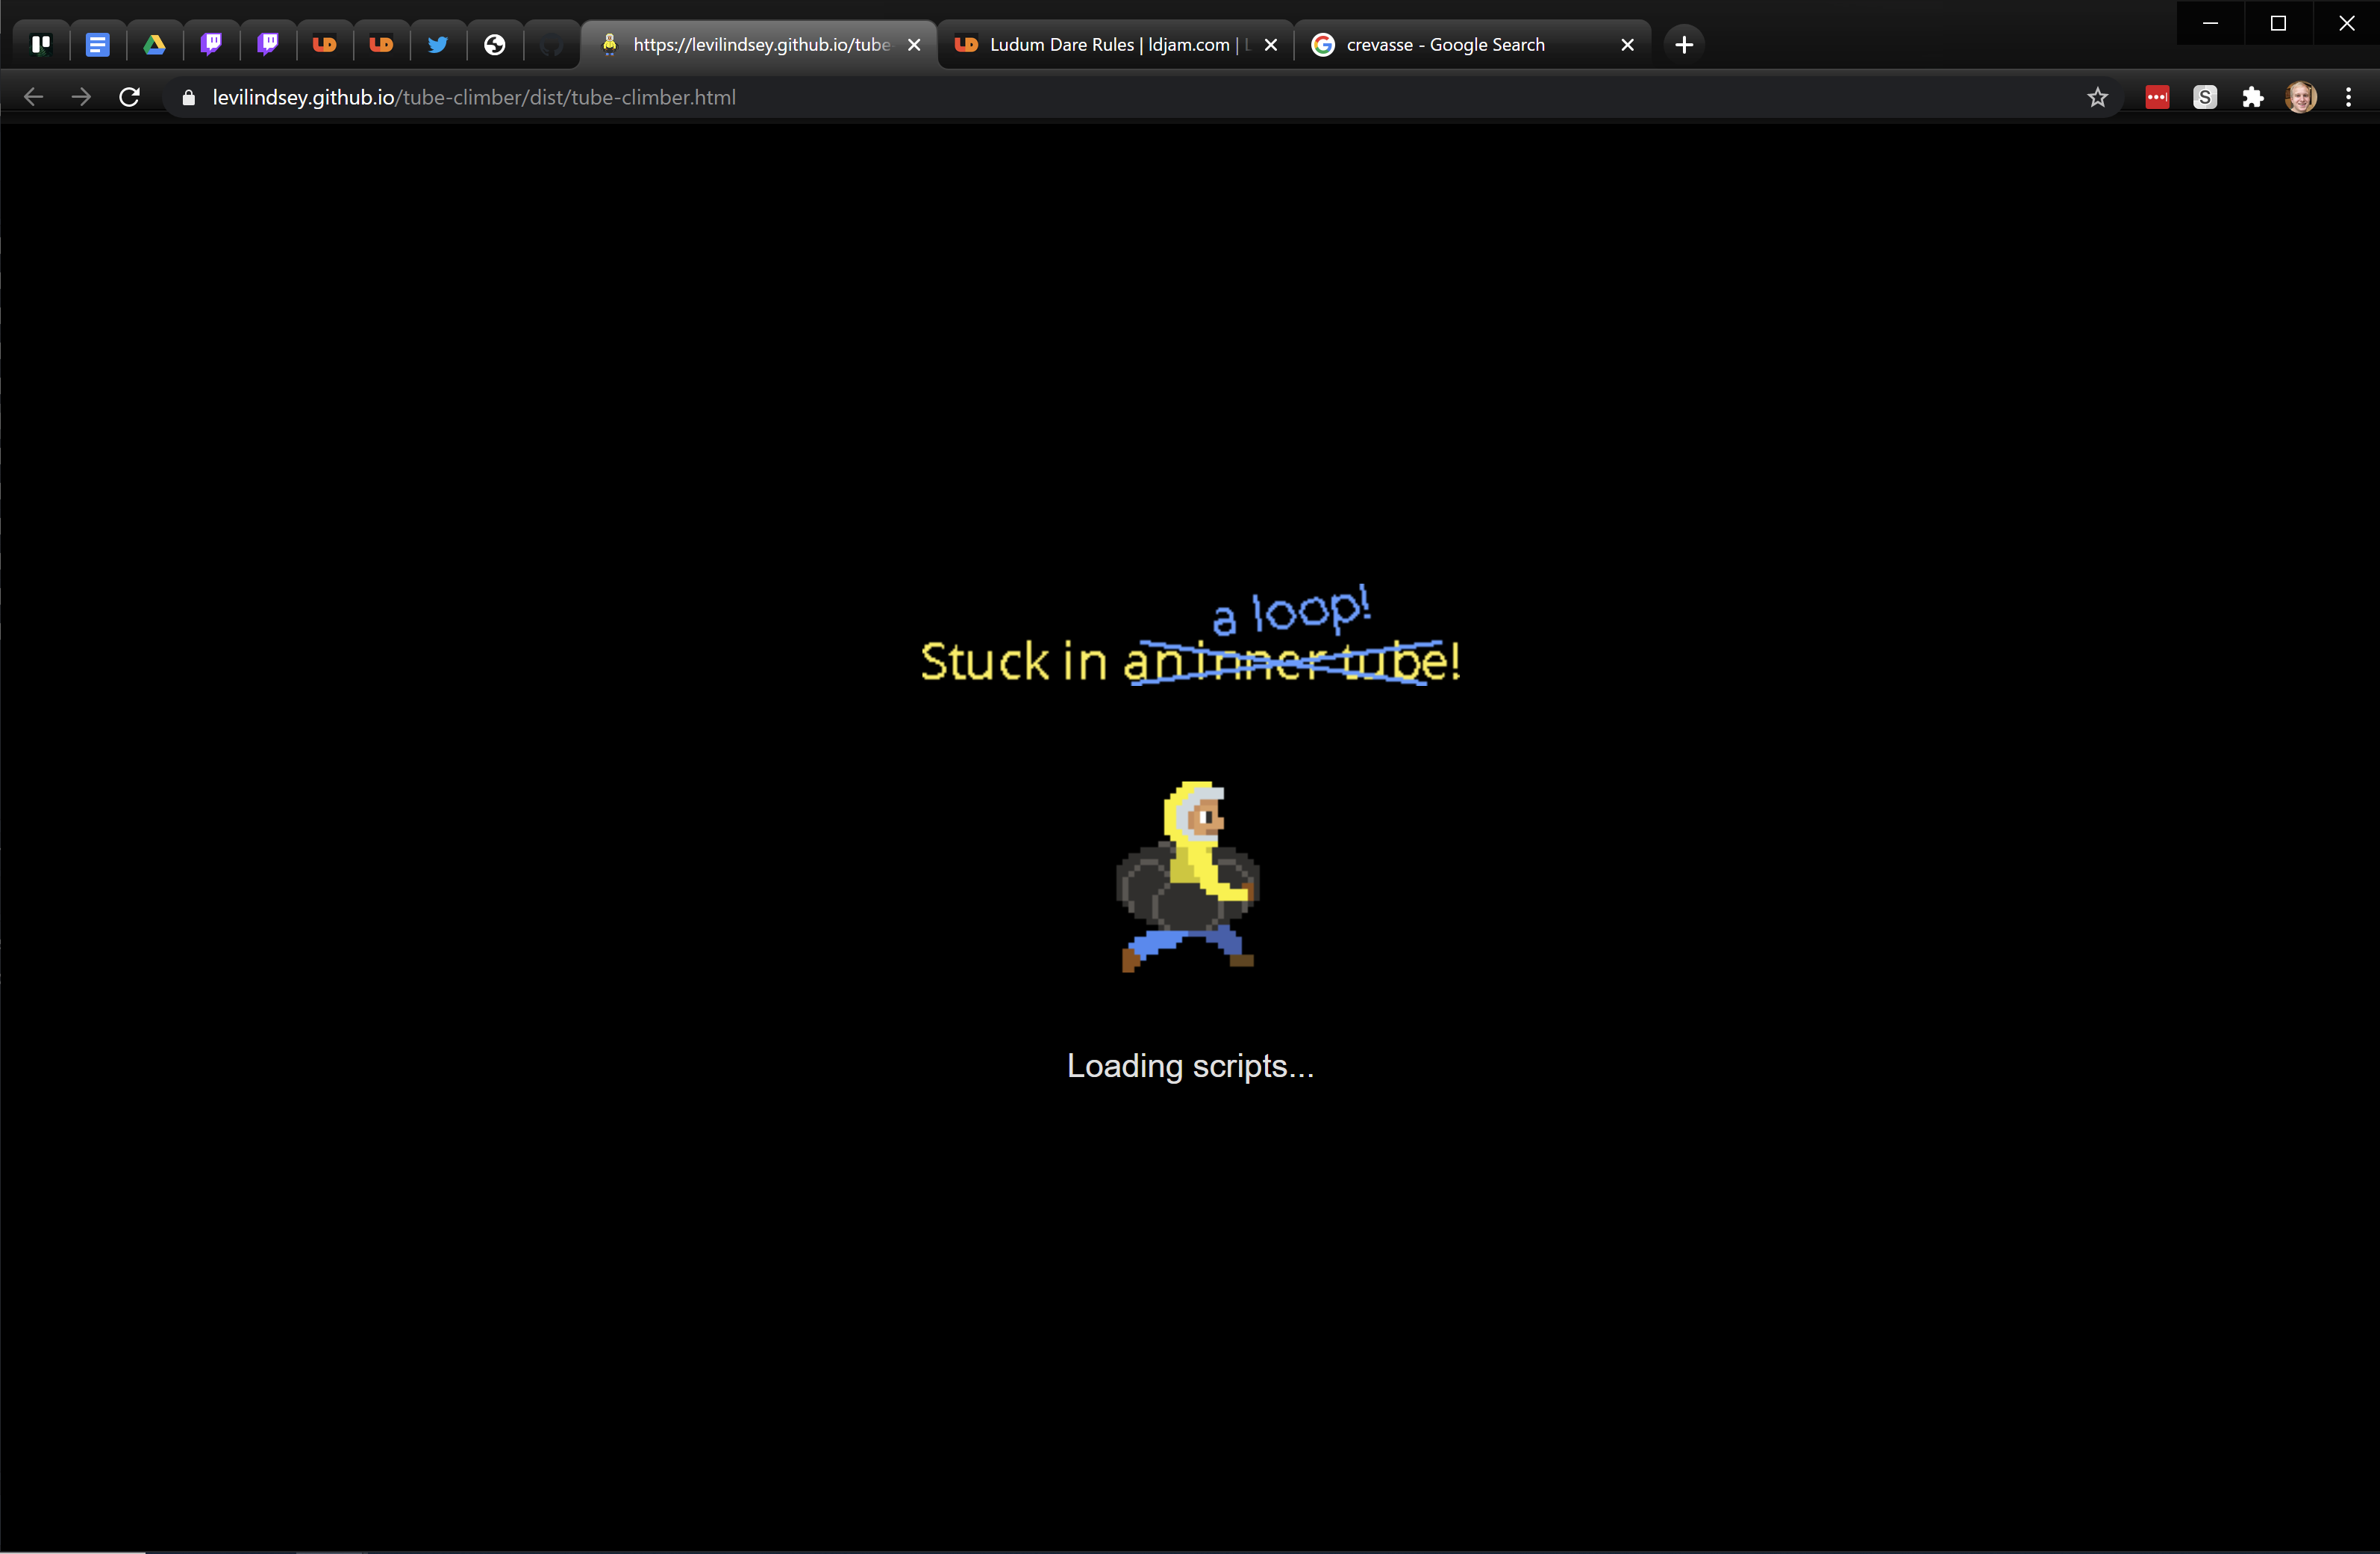 https://levilindsey.github.io/tube
Ludum Dare Rules | ldjam.com |
crevasse - Google Search
levilindsey.github.io/tube-climber/dist/tube-climber.html
S
a loop!
Stuck in an inner tube!
Loading scripts...